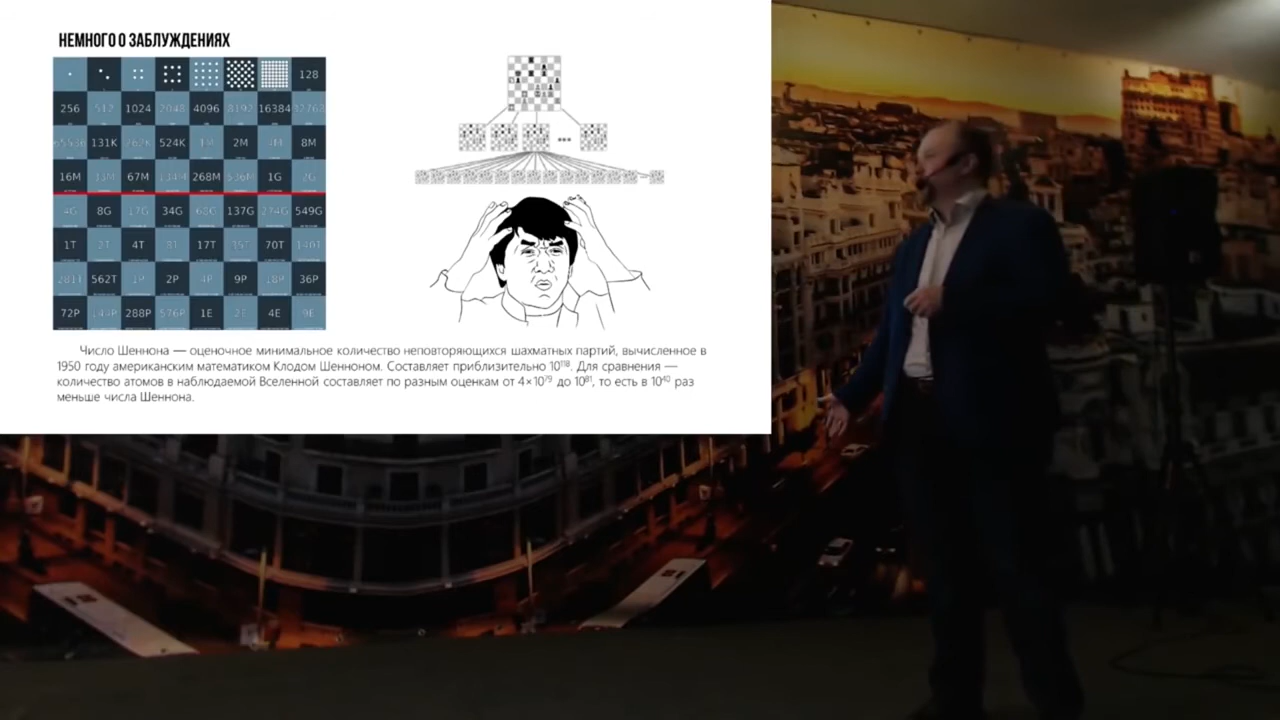 НЕМНОГО О ЗАБЛУЖДЕНИЯХ
128
256 512 1024 2048 4096 8192 16384 32768
65536 131K 262K 524K 1M 2M 4M 8M
16M 33M 67M 134M 268M 536M 1G 2G
4G 8G 17G 34G 68G 137G 274G 549G
1T 2T 4T 8T 17T 35T 70T 140T
281T 562T 1P 2P 4P 9P 18P 36P
72P 144P 288P 576P 1E 2E 4E 9E
Число Шеннона — оценочное минимальное количество неповторяющихся шахматных партий, вычисленное в
1950 году американским математиком Клодом Шенноном. Составляет приблизительно 10¹¹⁸. Для сравнения —
количество атомов в наблюдаемой Вселенной составляет по разным оценкам от 4×10⁷⁹ до 10⁸¹, то есть в 10⁴⁰ раз
меньше числа Шеннона.